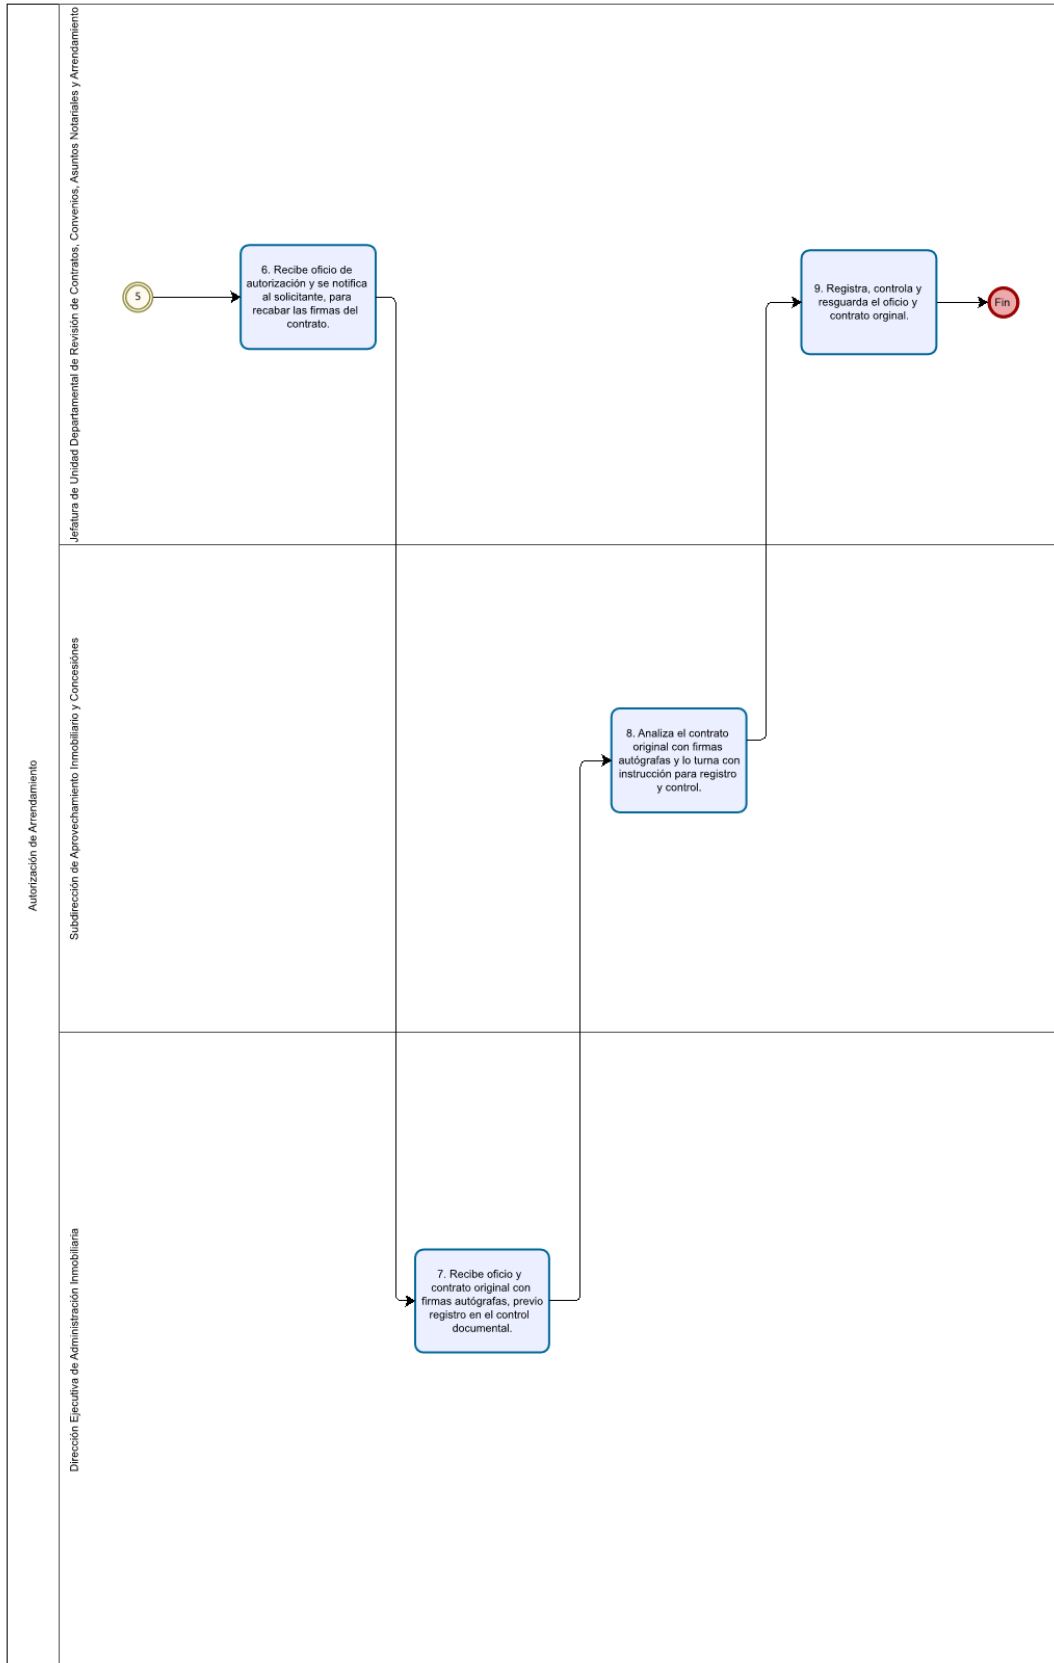 Autorización de Arrendamiento
Jefatura de Unidad Departamental de Revisión de Contratos, Convenios, Asuntos Notariales y Arrendamiento
5
6. Recibe oficio de
autorización y se notifica
al solicitante, para
recabar las firmas del
contrato.
9. Registra, controla y
resguarda el oficio y
contrato orginal.
Fin
Subdirección de Aprovechamiento Inmobiliario y Concesiónes
8. Analiza el contrato
original con firmas
autógrafas y lo turna con
instrucción para registro
y control.
Dirección Ejecutiva de Administración Inmobiliaria
7. Recibe oficio y
contrato original con
firmas autógrafas, previo
registro en el control
documental.